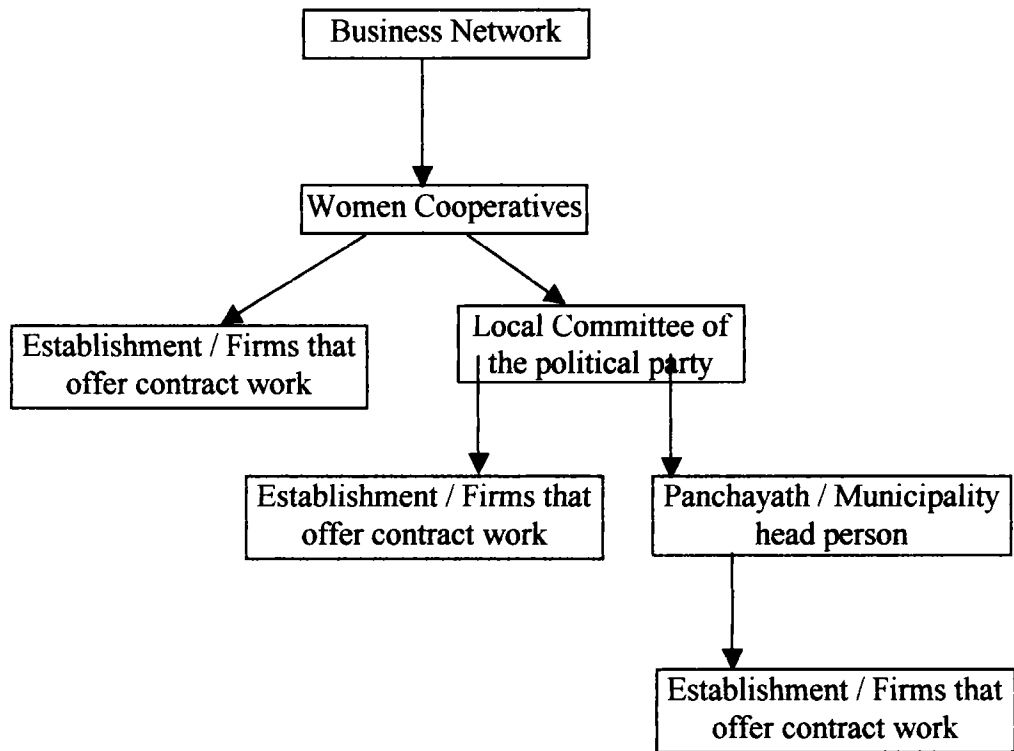 Business Network
Women Cooperatives
Establishment / Firms that
offer contract work
Local Committee of
the political party
Establishment / Firms that
offer contract work
Panchayath / Municipality
head person
Establishment / Firms that
offer contract work